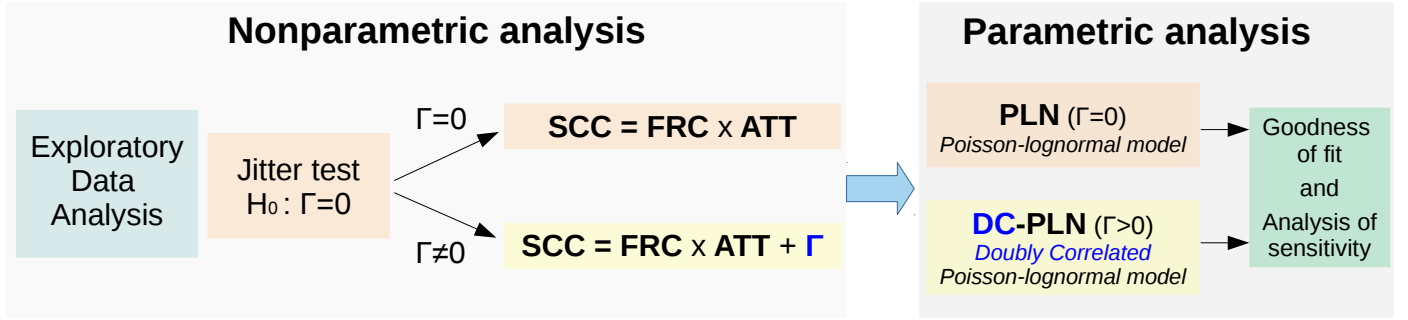 Nonparametric analysis
Exploratory
Data
Analysis
Jitter test
H₀ : Γ=0
Γ=0
Γ≠0
SCC = FRC x ATT
SCC = FRC x ATT + Γ
Parametric analysis
PLN (Γ=0)
Poisson-lognormal model
DC-PLN (Γ>0)
Doubly Correlated
Poisson-lognormal model
Goodness
of fit
and
Analysis of
sensitivity